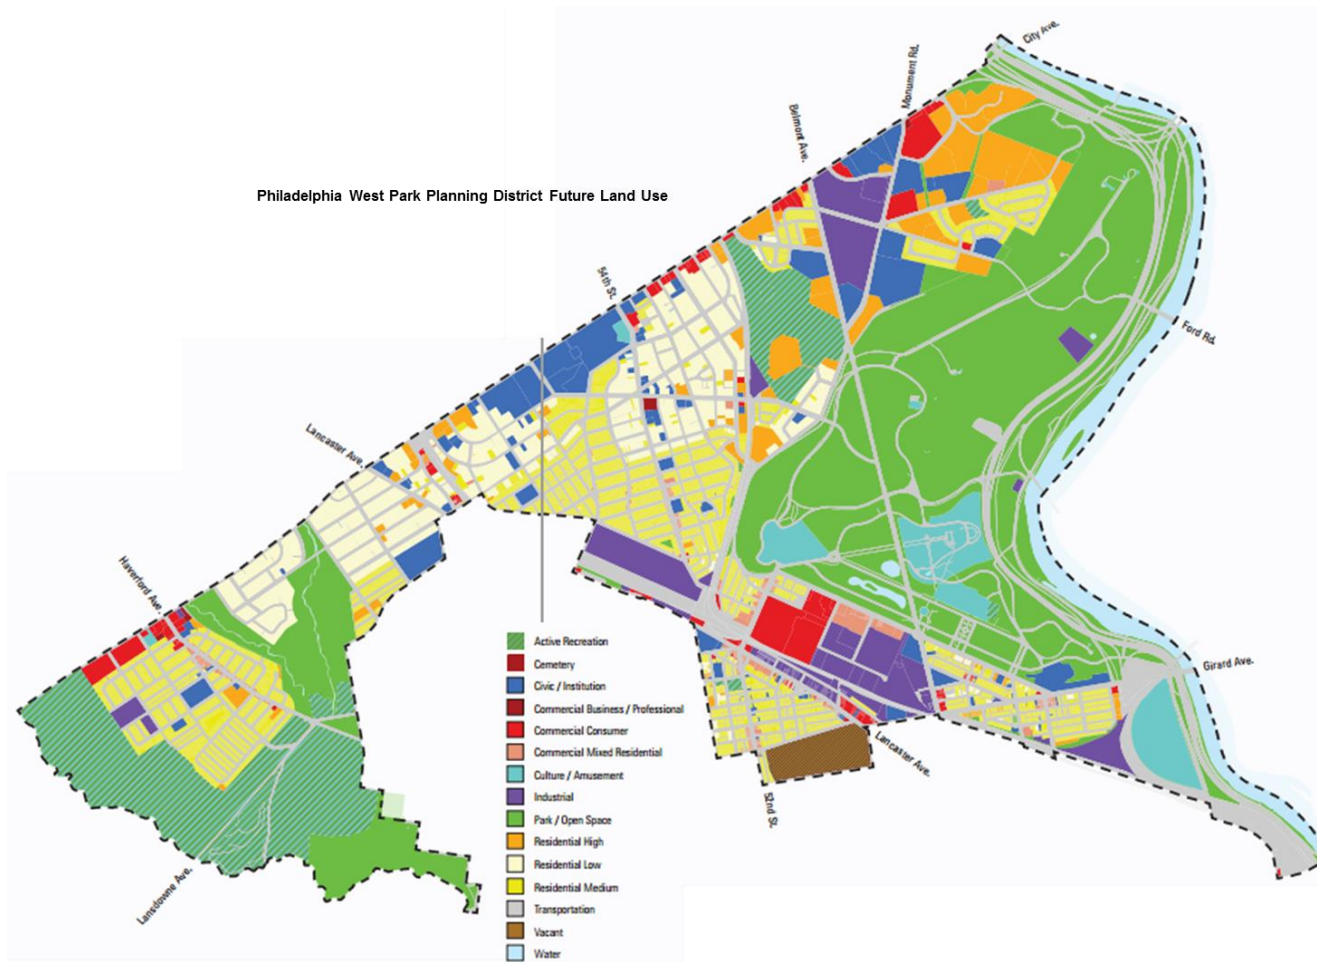 City Ave.
Monument Rd.
Belmont Ave.
Philadelphia West Park Planning District Future Land Use
54th St.
Ford Rd.
Lancaster Ave.
Haverford Ave.
Girard Ave.
Lancaster Ave.
52nd St.
Lansdowne Ave.
Active Recreation
Cemetery
Civic / Institution
Commercial Business / Professional
Commercial Consumer
Commercial Mixed Residential
Culture / Amusement
Industrial
Park / Open Space
Residential High
Residential Low
Residential Medium
Transportation
Vacant
Water